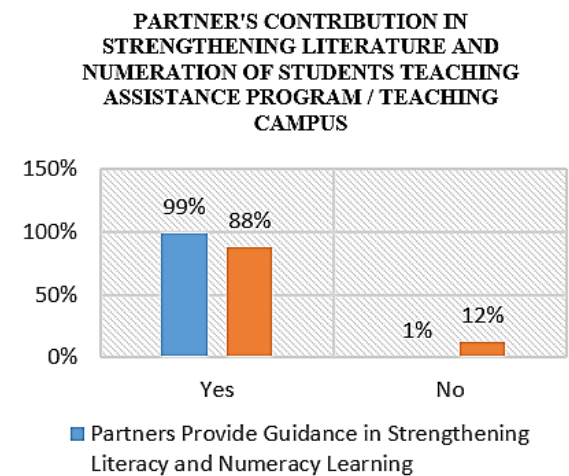 PARTNER'S CONTRIBUTION IN
STRENGTHENING LITERATURE AND
NUMERATION OF STUDENTS TEACHING
ASSISTANCE PROGRAM / TEACHING
CAMPUS
150%
100%
50%
0%
99%
88%
1%
12%
Yes
No
Partners Provide Guidance in Strengthening
Literacy and Numeracy Learning